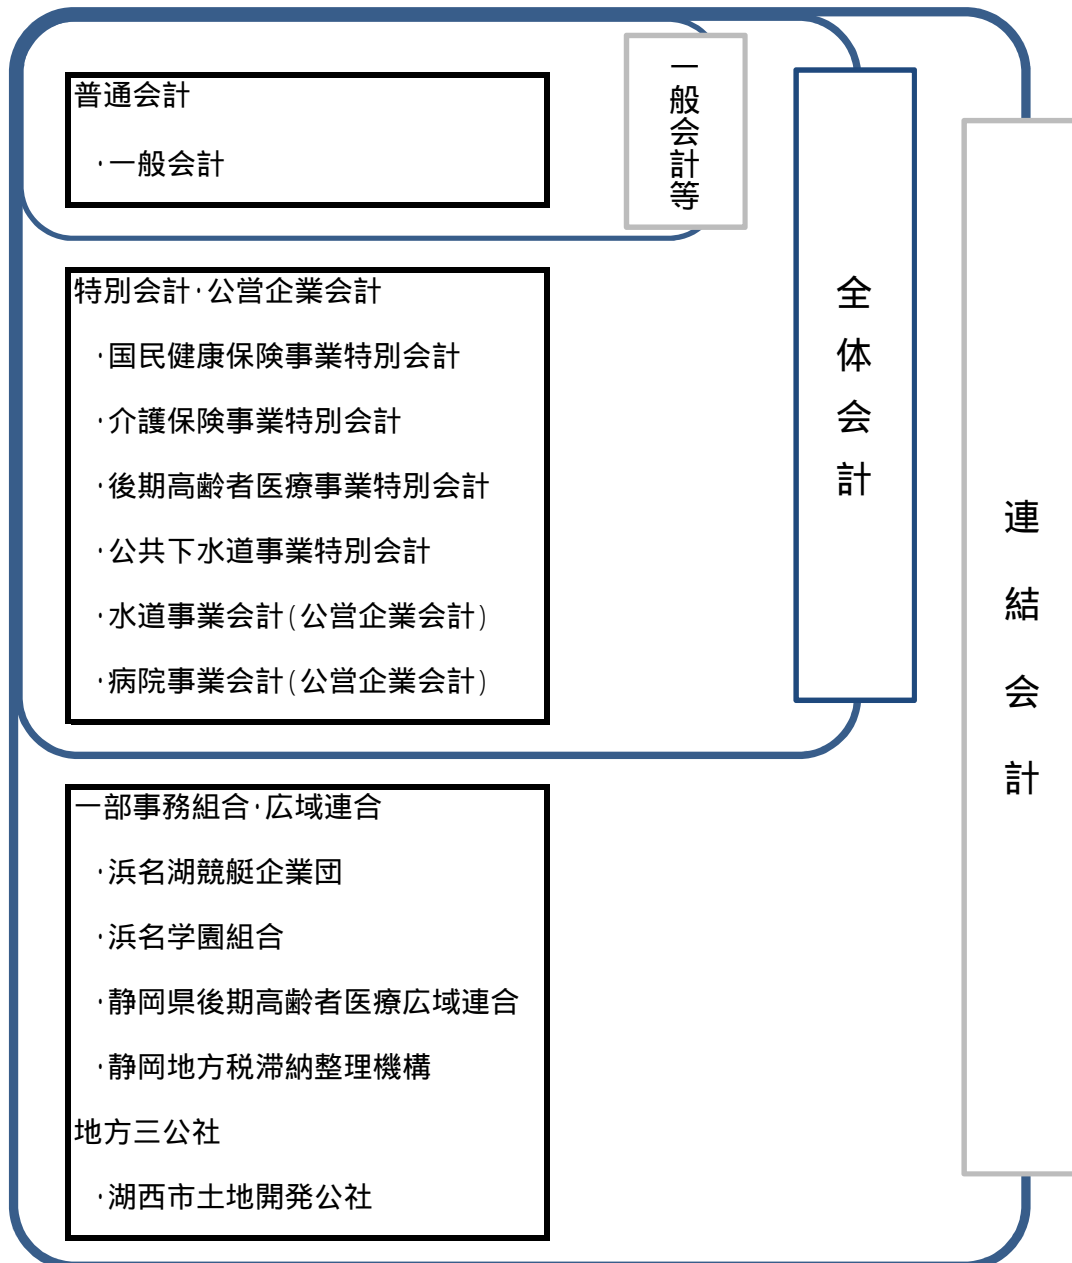 普通会計
・一般会計
一般会計等
特別会計・公営企業会計
・国民健康保険事業特別会計
・介護保険事業特別会計
・後期高齢者医療事業特別会計
・公共下水道事業特別会計
・水道事業会計(公営企業会計)
・病院事業会計(公営企業会計)
全体会計
一部事務組合・広域連合
・浜名湖競艇企業団
・浜名学園組合
・静岡県後期高齢者医療広域連合
・静岡地方税滞納整理機構
地方三公社
・湖西市土地開発公社
連結会計